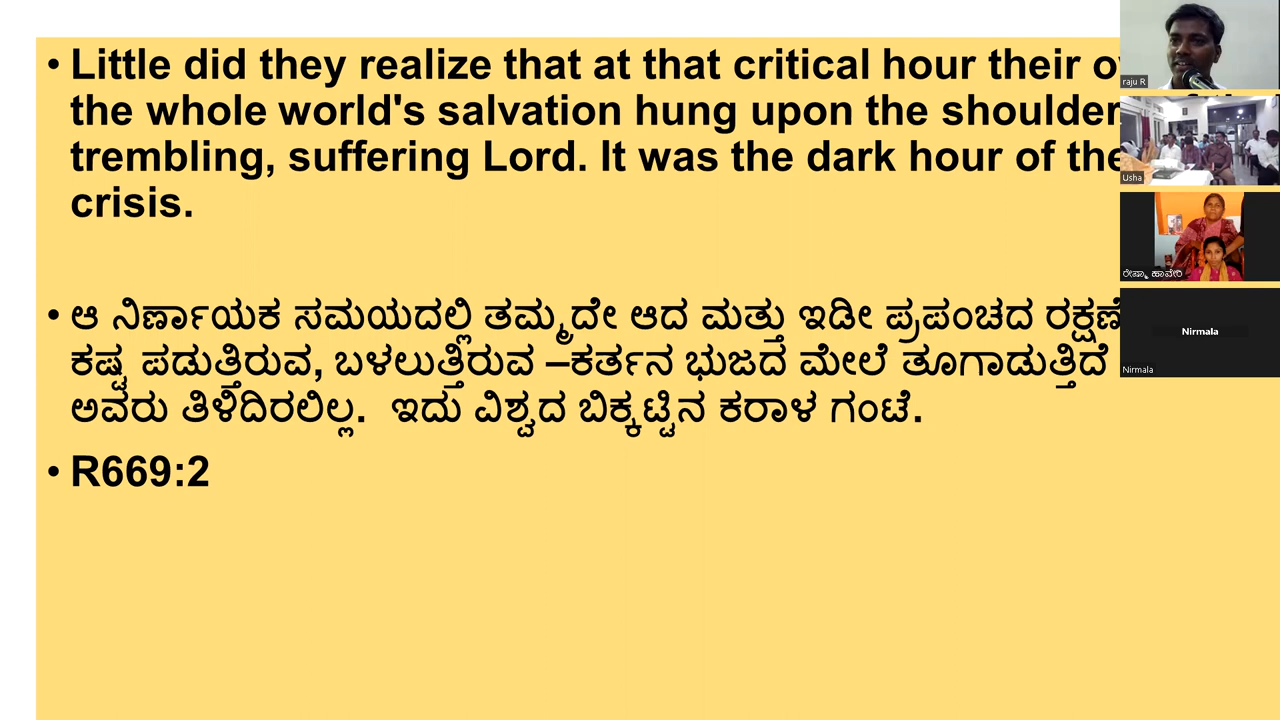 • Little did they realize that at that critical hour their
the whole world's salvation hung upon the shoulder
trembling, suffering Lord. It was the dark hour of the
crisis.
• ಆ ನಿರ್ಣಾಯಕ ಸಮಯದಲ್ಲಿ ತಮ್ಮದೇ ಆದ ಮತ್ತು ಇಡೀ ಪ್ರಪಂಚದ ರಕ್ಷಣೆ
ಕಷ್ಟ ಪಡುತ್ತಿರುವ, ಬಳಲುತ್ತಿರುವ –ಕರ್ತನ ಭುಜದ ಮೇಲೆ ತೂಗಾಡುತ್ತಿದೆ
ಅವರು ತಿಳಿದಿರಲಿಲ್ಲ. ಇದು ವಿಶ್ವದ ಬಿಕ್ಕಟ್ಟಿನ ಕರಾಳ ಗಂಟೆ.
• R669:2
raju R
Usha
ರೇಷ್ಮಾ ಹಾವೇರಿ
Nirmala
Nirmala